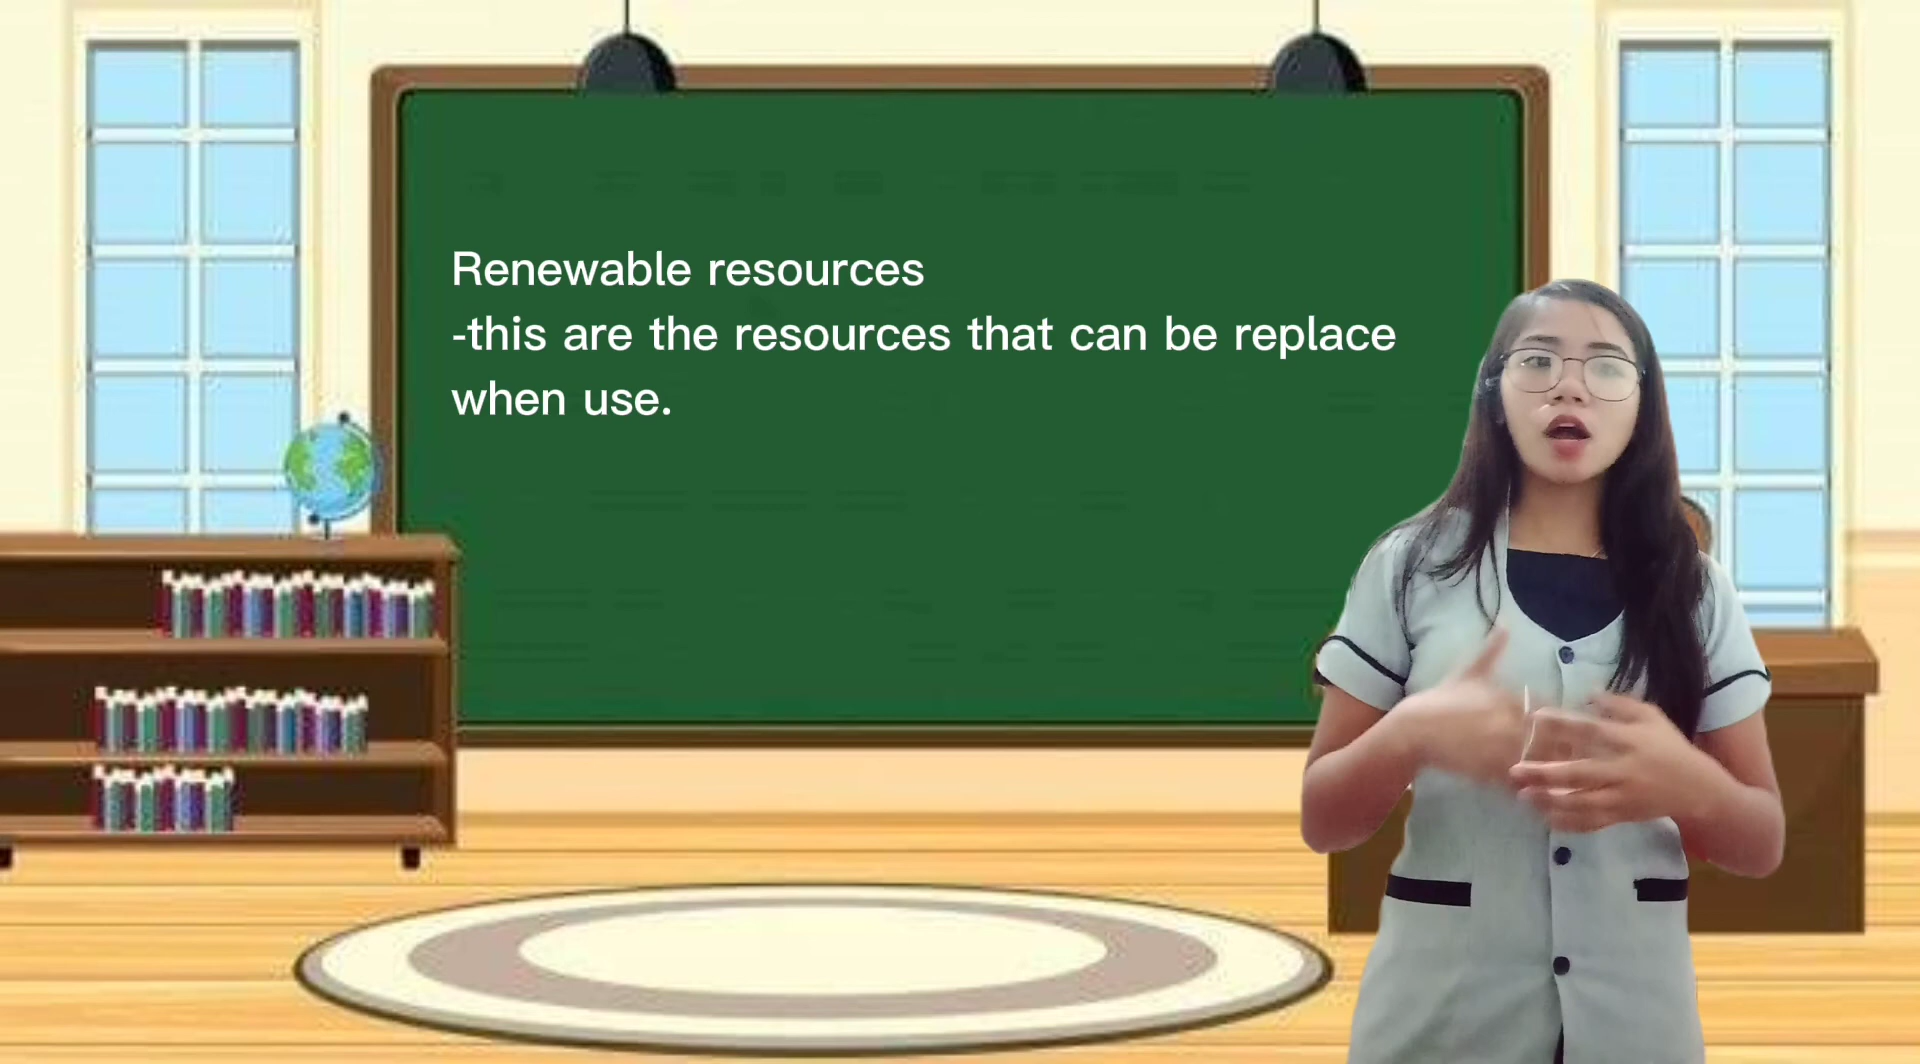 Renewable resources
-this are the resources that can be replace
when use.